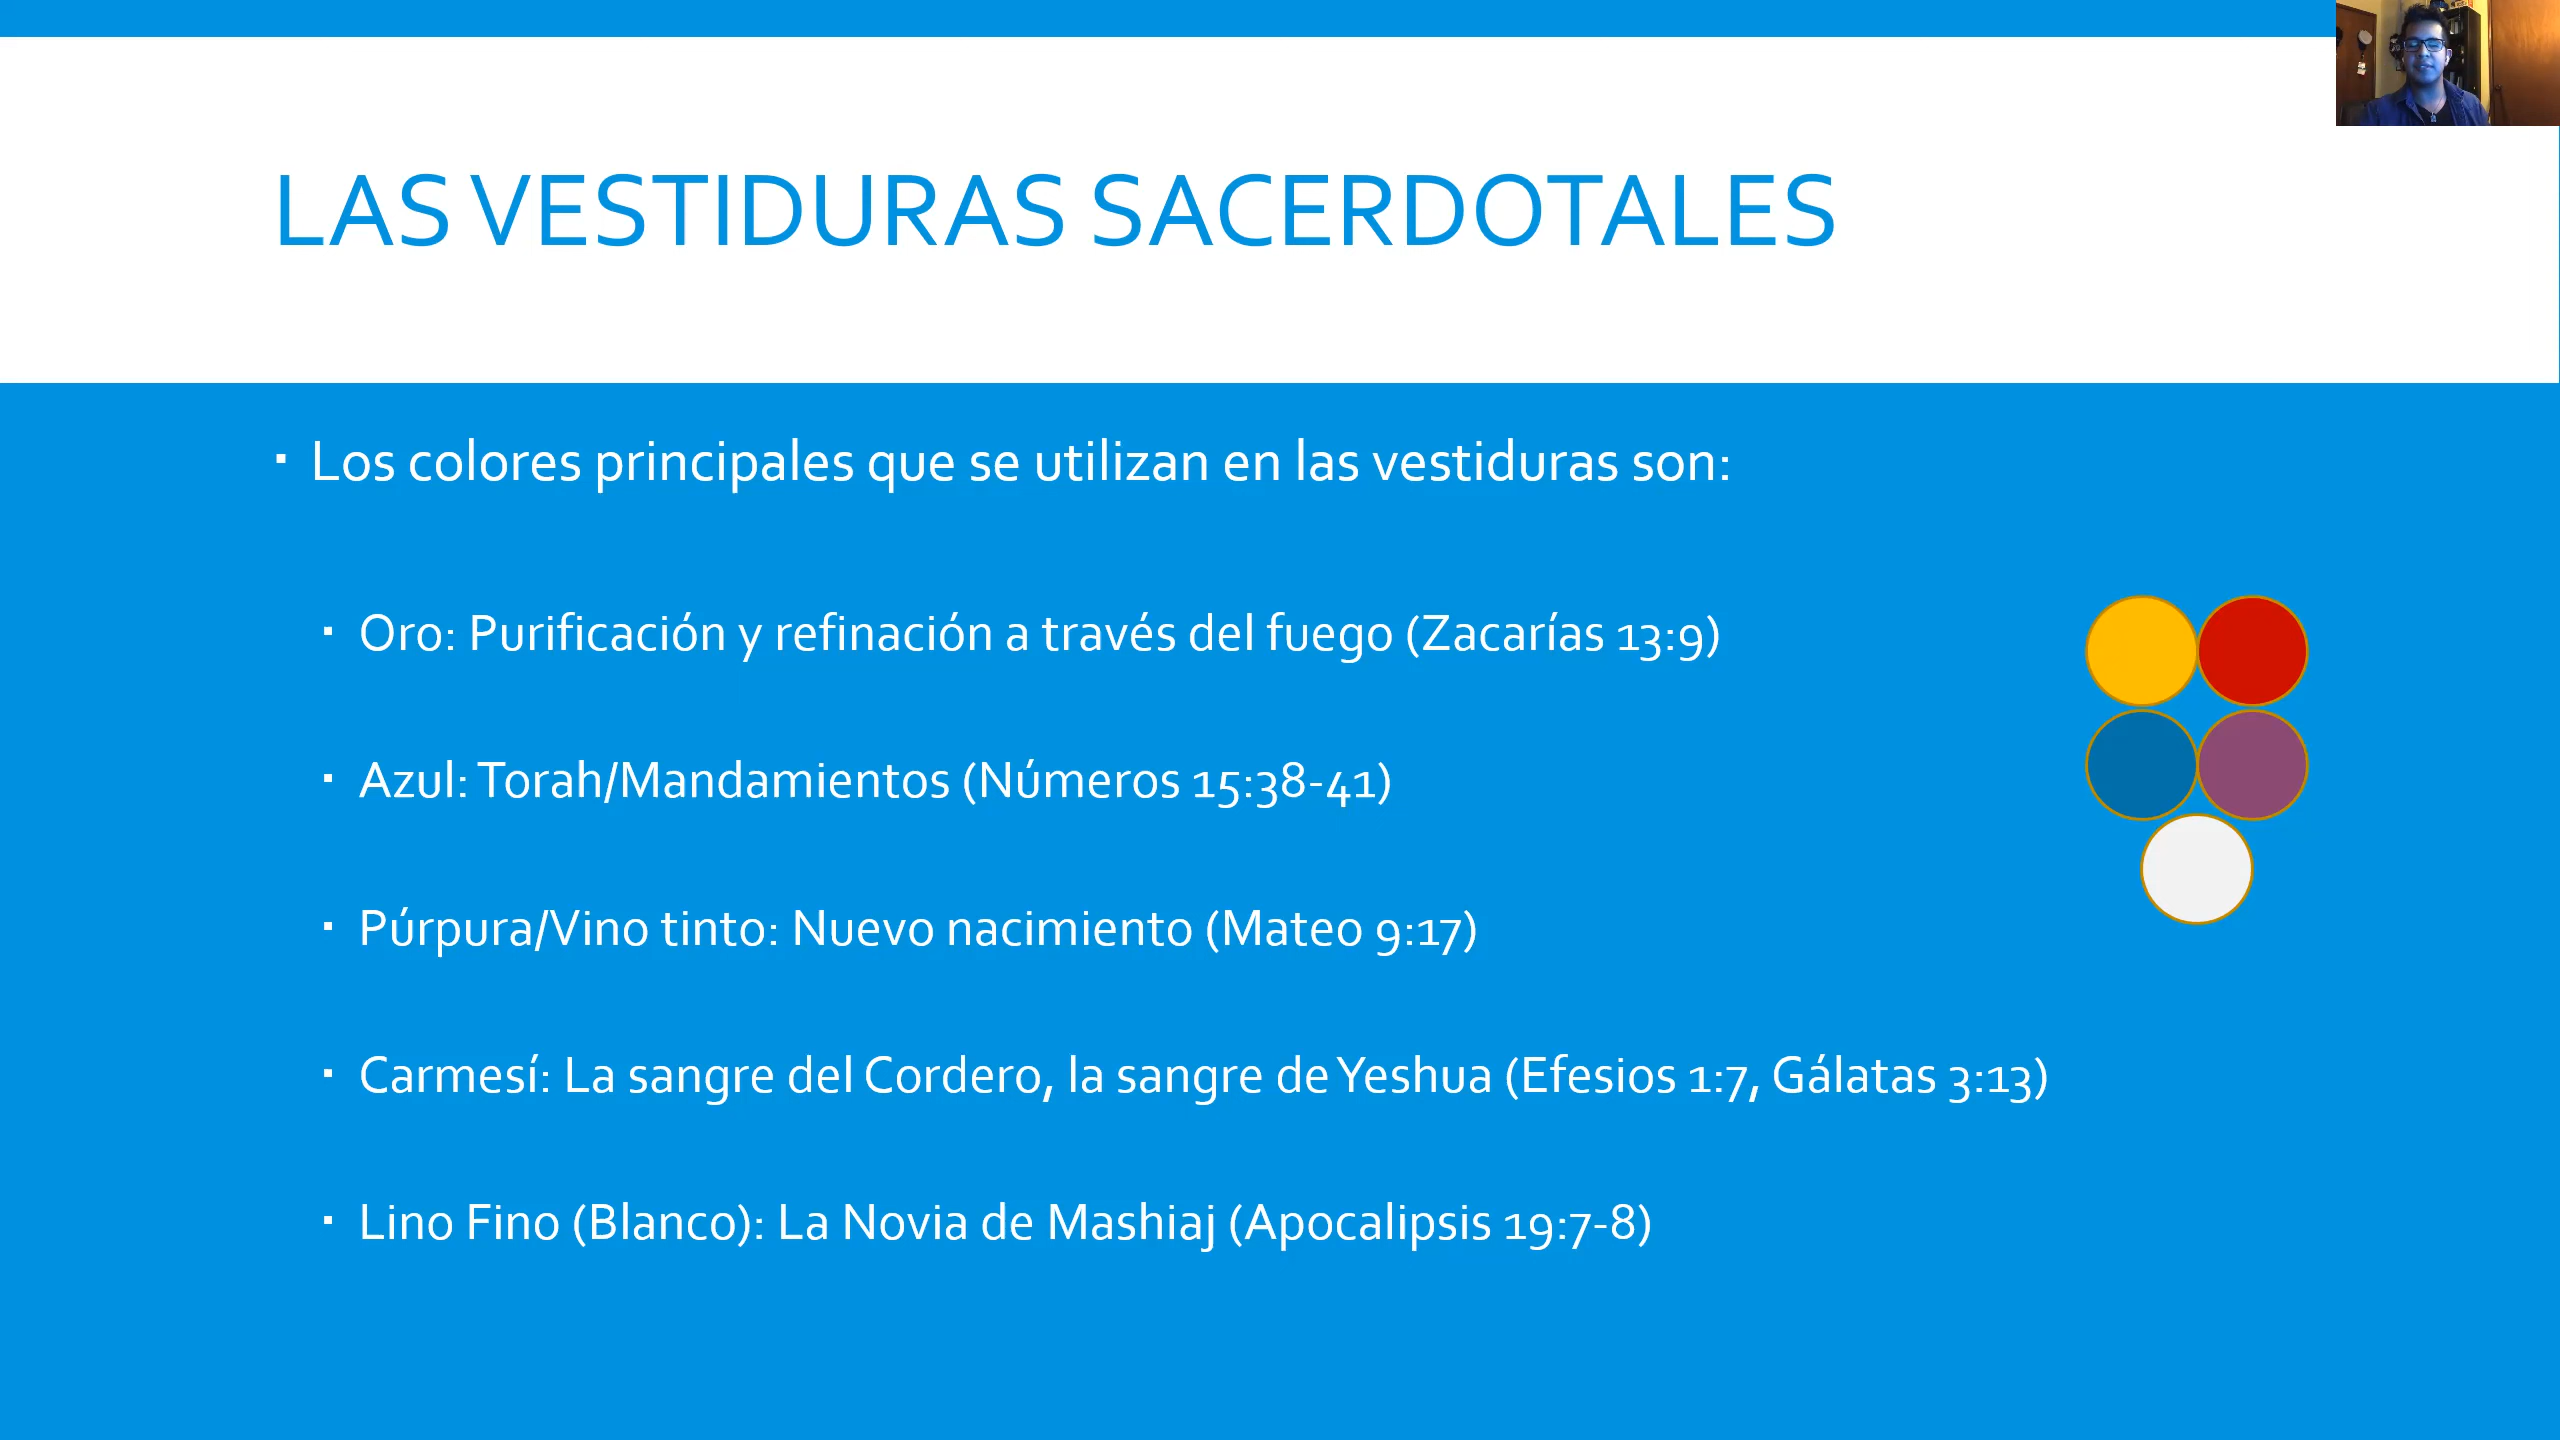 LAS VESTIDURAS SACERDOTALES
▪ Los colores principales que se utilizan en las vestiduras son:
▪ Oro: Purificación y refinación a través del fuego (Zacarías 13:9)
▪ Azul: Torah/Mandamientos (Números 15:38-41)
▪ Púrpura/Vino tinto: Nuevo nacimiento (Mateo 9:17)
▪ Carmesí: La sangre del Cordero, la sangre de Yeshua (Efesios 1:7, Gálatas 3:13)
▪ Lino Fino (Blanco): La Novia de Mashiaj (Apocalipsis 19:7-8)